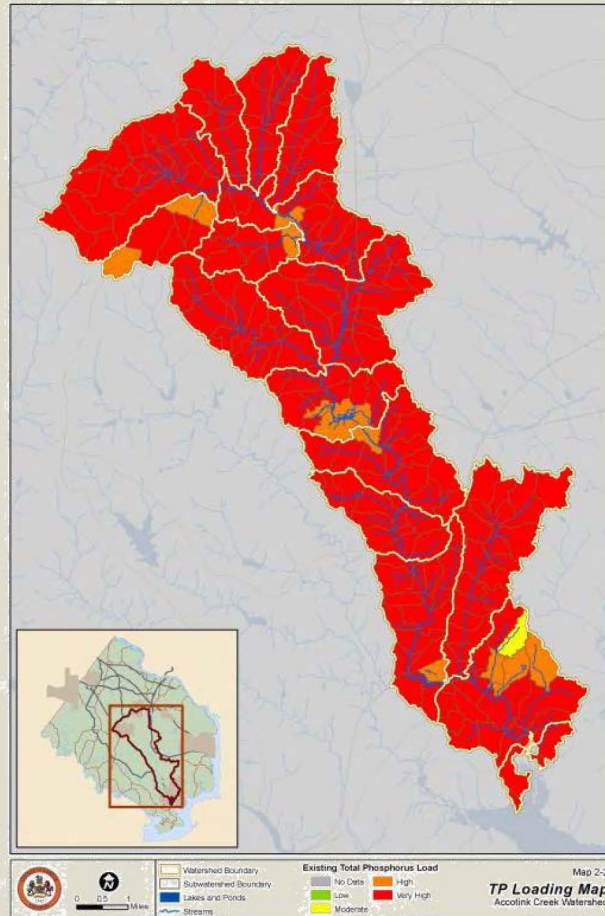 0 0.5 1
Miles
Watershed Boundary
Subwatershed Boundary
Lakes and Ponds
Streams
Existing Total Phosphorus Load
No Data
Low
Moderate
High
Very High
Map 2-2
TP Loading Map
Accotink Creek Watershed